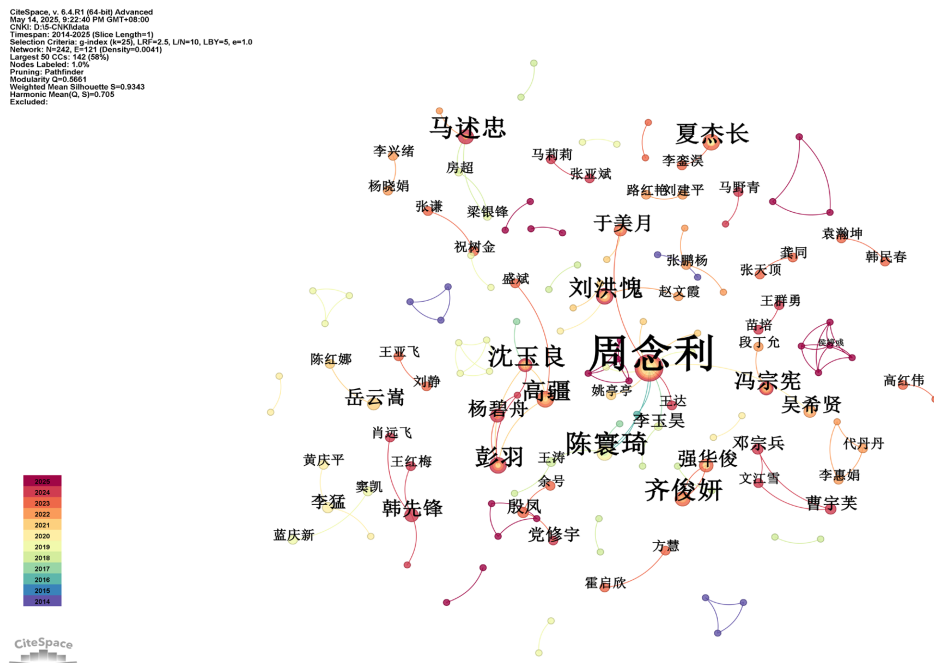 CiteSpace, v. 6.4.R1 (64-bit) Advanced
May 14, 2025, 9:22:40 PM GMT+08:00
CNKI: D:\5-CNKI\data
Timespan: 2014-2025 (Slice Length=1)
Selection Criteria: g-index (k=25), LRF=2.5, L/N=10, LBY=5, e=1.0
Network: N=242, E=121 (Density=0.0041)
Largest 50 CCs: 142 (58%)
Nodes Labeled: 1.0%
Pruning: Pathfinder
Modularity Q=0.5661
Weighted Mean Silhouette S=0.9343
Harmonic Mean(Q, S)=0.705
Excluded:
马述忠
夏杰长
李兴绪
房超
马莉莉
张亚斌
李銮淏
杨晓娟
路红艳
刘建平
马野青
张谦
梁银锋
于美月
袁瀚坤
祝树金
张鹏杨
龚同
韩民春
张天顶
盛斌
刘洪愧
赵文霞
王群勇
苗培
段丁允
陈红娜
王亚飞
沈玉良
周念利
刘静
高疆
姚亭亭
冯宗宪
高红伟
岳云嵩
杨碧舟
王达
吴希贤
李玉昊
肖远飞
陈寰琦
邓宗兵
代丹丹
黄庆平
王红梅
彭羽
王涛
强华俊
窦凯
余号
文江雪
李惠娟
李猛
韩先锋
殷凤
齐俊妍
曹宇芙
蓝庆新
党修宇
方慧
霍启欣
2025
2024
2023
2022
2021
2020
2019
2018
2017
2016
2015
2014
CiteSpace